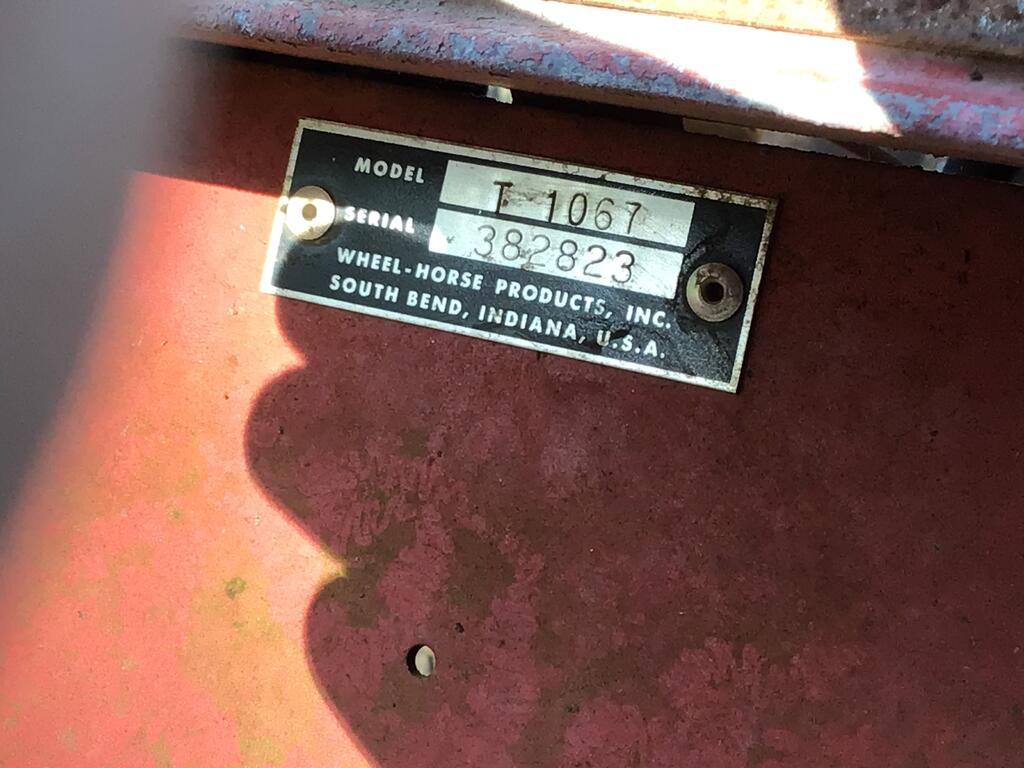 MODEL T 1067
SERIAL 382823
WHEEL-HORSE PRODUCTS, INC.
SOUTH BEND, INDIANA, U.S.A.